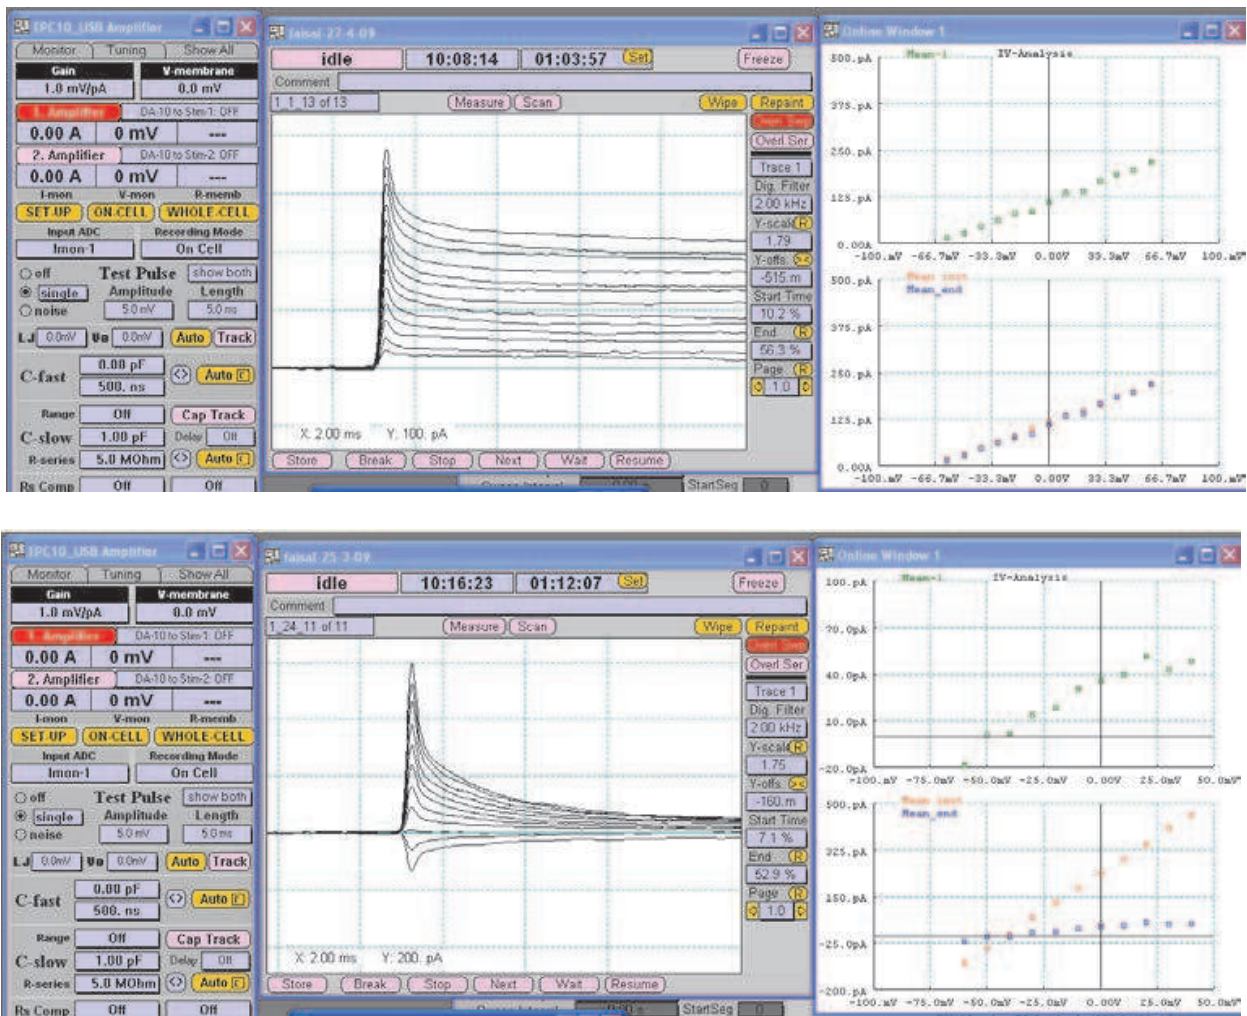 EPC10_USB Amplifier
Monitor Tuning Show All
Gain V-membrane
1.0 mV/pA 0.0 mV
1. Amplifier DA-10 to Stim-1: OFF
0.00 A 0 mV ---
2. Amplifier DA-10 to Stim-2: OFF
0.00 A 0 mV ---
I-mon V-mon R-memb
SET-UP ON-CELL WHOLE-CELL
Input ADC Recording Mode
Imon-1 On Cell
off Test Pulse show both
single Amplitude Length
noise 5.0 mV 5.0 ms
LJ 0.0mV Vo 0.0mV Auto Track
C-fast 0.00 pF <> Auto
500. ns
Range Off Cap Track
C-slow 1.00 pF Delay Off
R-series 5.0 MOhm <> Auto
Rs Comp Off Off
faisal-27-4-09
idle 10:08:14 01:03:57 Set Freeze
Comment
1_1_13 of 13 Measure Scan Wipe Repaint
Overl Ser
Trace 1
Dig. Filter
2.00 kHz
Y-scale R
1.79
Y-offs. ><
-515.m
Start Time
10.2 %
End R
56.3 %
Page R
1.0
X: 2.00 ms Y: 100. pA
Store Break Stop Next Wait Resume
StartSeg 0
Online Window 1
Mean-1 IV-Analysis
500.pA
375.pA
250.pA
125.pA
0.00A
-100.mV -66.7mV -33.3mV 0.00V 33.3mV 66.7mV 100.mV
500.pA
Mean_end
375.pA
250.pA
125.pA
0.00A
-100.mV -66.7mV -33.3mV 0.00V 33.3mV 66.7mV 100.mV
EPC10_USB Amplifier
Monitor Tuning Show All
Gain V-membrane
1.0 mV/pA 0.0 mV
1. Amplifier DA-10 to Stim-1: OFF
0.00 A 0 mV ---
2. Amplifier DA-10 to Stim-2: OFF
0.00 A 0 mV ---
I-mon V-mon R-memb
SET-UP ON-CELL WHOLE-CELL
Input ADC Recording Mode
Imon-1 On Cell
off Test Pulse show both
single Amplitude Length
noise 5.0 mV 5.0 ms
LJ 0.0mV Vo 0.0mV Auto Track
C-fast 0.00 pF <> Auto
500. ns
Range Off Cap Track
C-slow 1.00 pF Delay Off
R-series 5.0 MOhm <> Auto
Rs Comp Off Off
faisal-25-3-09
idle 10:16:23 01:12:07 Set Freeze
Comment
1_24_11 of 11 Measure Scan Wipe Repaint
Overl Ser
Trace 1
Dig. Filter
2.00 kHz
Y-scale R
1.75
Y-offs. ><
-160.m
Start Time
7.1 %
End R
52.9 %
Page R
1.0
X: 2.00 ms Y: 200. pA
Store Break Stop Next Wait Resume
StartSeg 0
Online Window 1
Mean-1 IV-Analysis
100.pA
70.0pA
40.0pA
10.0pA
-20.0pA
-100.mV -75.0mV -50.0mV -25.0mV 0.00V 25.0mV 50.0mV
500.pA
Mean_end
325.pA
150.pA
-25.0pA
-200.pA
-100.mV -75.0mV -50.0mV -25.0mV 0.00V 25.0mV 50.0mV